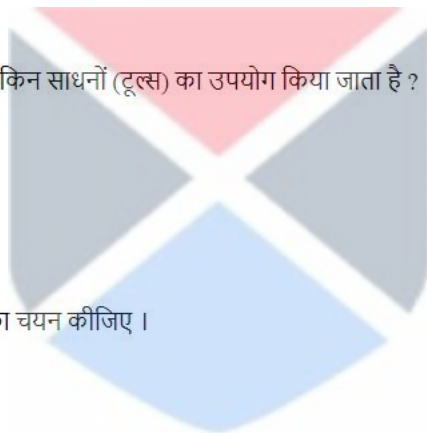 किन साधनों (टूल्स) का उपयोग किया जाता है ?
चयन कीजिए ।